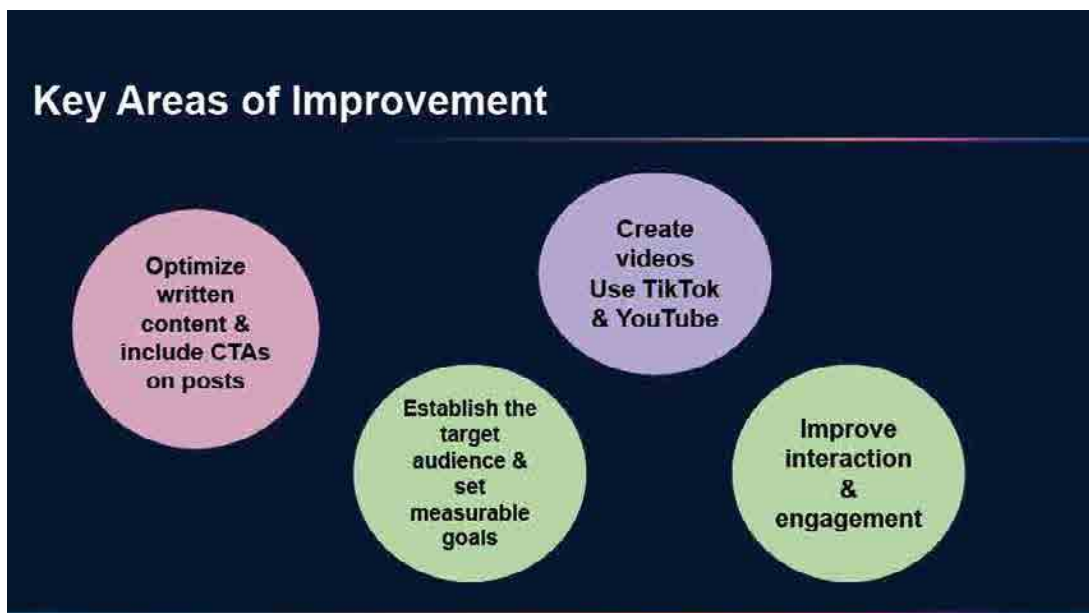 Key Areas of Improvement
Optimize
written
content &
include CTAs
on posts
Establish the
target
audience &
set
measurable
goals
Create
videos
Use TikTok
& YouTube
Improve
interaction
&
engagement